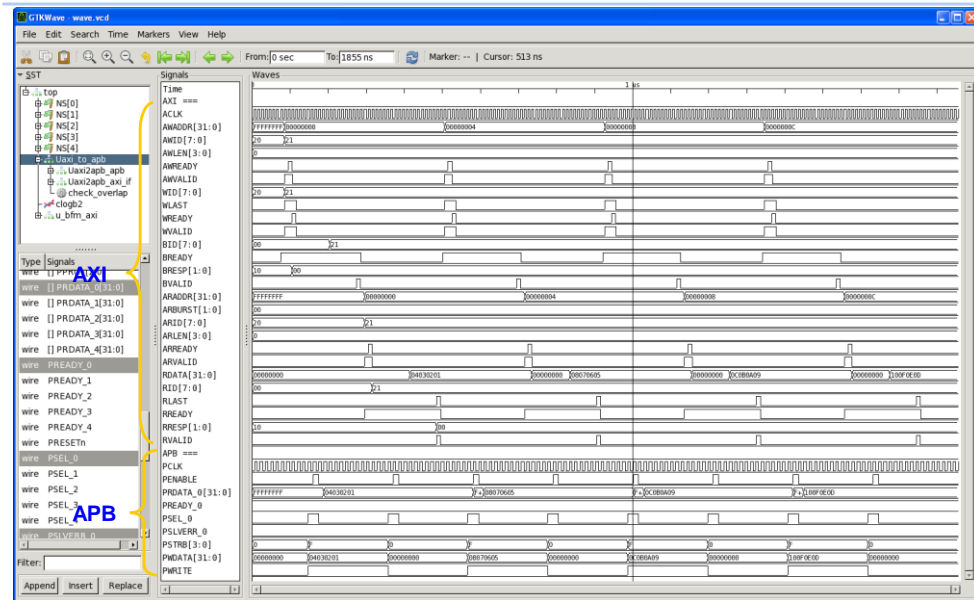 GTKWave - wave.vcd
File Edit Search Time Markers View Help
From: 0 sec To: 1855 ns Marker: -- | Cursor: 513 ns
SST
top
NS[0]
NS[1]
NS[2]
NS[3]
NS[4]
Uaxi_to_apb
Uaxi2apb_apb
Uaxi2apb_axi_if
check_overlap
clogb2
u_bfm_axi
Type Signals
wire
wire [] PRDATA_0[31:0]
wire [] PRDATA_1[31:0]
wire [] PRDATA_2[31:0]
wire [] PRDATA_3[31:0]
wire [] PRDATA_4[31:0]
wire PREADY_0
wire PREADY_1
wire PREADY_2
wire PREADY_3
wire PREADY_4
wire PRESETn
wire PSEL_0
wire PSEL_1
wire PSEL_2
wire PSEL_3
wire
wire PSLVERR_0
AXI
APB
Filter:
Append Insert Replace
Signals
Time
AXI ===
ACLK
AWADDR[31:0]
AWID[7:0]
AWLEN[3:0]
AWREADY
AWVALID
WID[7:0]
WLAST
WREADY
WVALID
BID[7:0]
BREADY
BRESP[1:0]
BVALID
ARADDR[31:0]
ARBURST[1:0]
ARID[7:0]
ARLEN[3:0]
ARREADY
ARVALID
RDATA[31:0]
RID[7:0]
RLAST
RREADY
RRESP[1:0]
RVALID
APB ===
PCLK
PENABLE
PRDATA_0[31:0]
PREADY_0
PSEL_0
PSLVERR_0
PSTRB[3:0]
PWDATA[31:0]
PWRITE
Waves
FFFFFFFF 00000000 00000004 0000000C
20 21
0
20 21
00 21
10 00
FFFFFFFF 00000000 00000004 00000008 0000000C
00
20 21
0
00000000 04030201 00000000 08070605 00000000 0C0B0A09 00000000 100F0E0D
00 21
10 00
FFFFFFFF 04030201 F+ 08070605 F+ 0C0B0A09 F+ 100F0E0D
0 F 0 F 0 F 0 F 0
00000000 04030201 00000000 08070605 00000000 0C0B0A09 00000000 100F0E0D 00000000